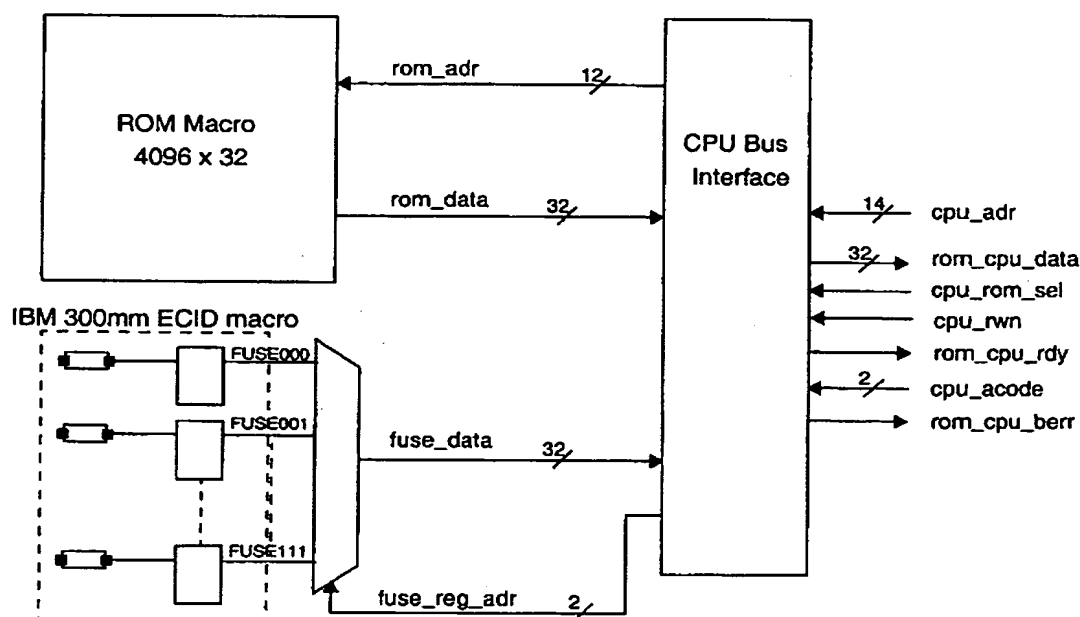 ROM Macro
4096 x 32
rom_adr
12
rom_data
32
CPU Bus
Interface
14
cpu_adr
32
rom_cpu_data
cpu_rom_sel
cpu_rwn
rom_cpu_rdy
2
cpu_acode
rom_cpu_berr
IBM 300mm ECID macro
FUSE000
FUSE001
FUSE111
fuse_data
32
fuse_reg_adr
2